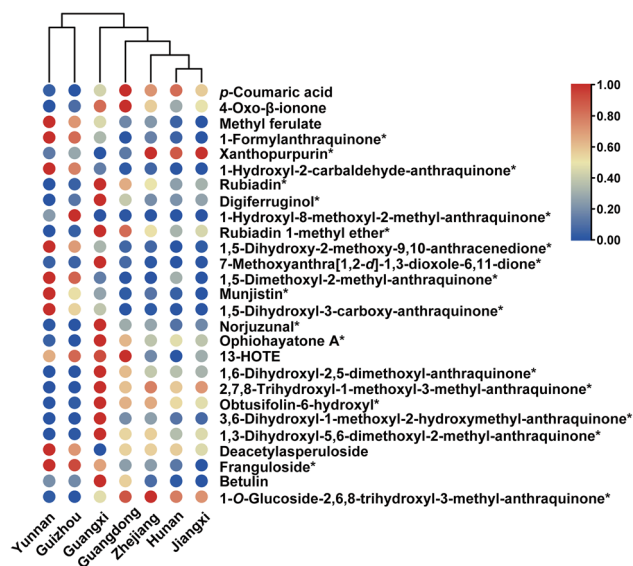 p-Coumaric acid
4-Oxo-β-ionone
Methyl ferulate
1-Formylanthraquinone*
Xanthopurpurin*
1-Hydroxyl-2-carbaldehyde-anthraquinone*
Rubiadin*
Digiferruginol*
1-Hydroxyl-8-methoxyl-2-methyl-anthraquinone*
Rubiadin 1-methyl ether*
1,5-Dihydroxy-2-methoxy-9,10-anthracenedione*
7-Methoxyanthra[1,2-d]-1,3-dioxole-6,11-dione*
1,5-Dimethoxyl-2-methyl-anthraquinone*
Munjistin*
1,5-Dihydroxyl-3-carboxy-anthraquinone*
Norjuzunal*
Ophiohayatone A*
13-HOTE
1,6-Dihydroxyl-2,5-dimethoxyl-anthraquinone*
2,7,8-Trihydroxyl-1-methoxyl-3-methyl-anthraquinone*
Obtusifolin-6-hydroxyl*
3,6-Dihydroxyl-1-methoxyl-2-hydroxymethyl-anthraquinone*
1,3-Dihydroxyl-5,6-dimethoxyl-2-methyl-anthraquinone*
Deacetylasperuloside
Franguloside*
Betulin
1-O-Glucoside-2,6,8-trihydroxyl-3-methyl-anthraquinone*
Yunnan
Guizhou
Guangxi
Guangdong
Zhejiang
Hunan
Jiangxi
1.00
0.80
0.60
0.40
0.20
0.00